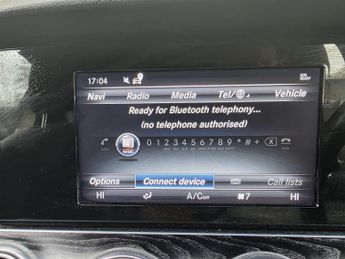 17:04
Navi Radio Media Tel/ Vehicle
Ready for Bluetooth telephony...
(no telephone authorised)
0 1 2 3 4 5 6 7 8 9 * # +
Options Connect device Call lists
HI A/C OFF 7 HI